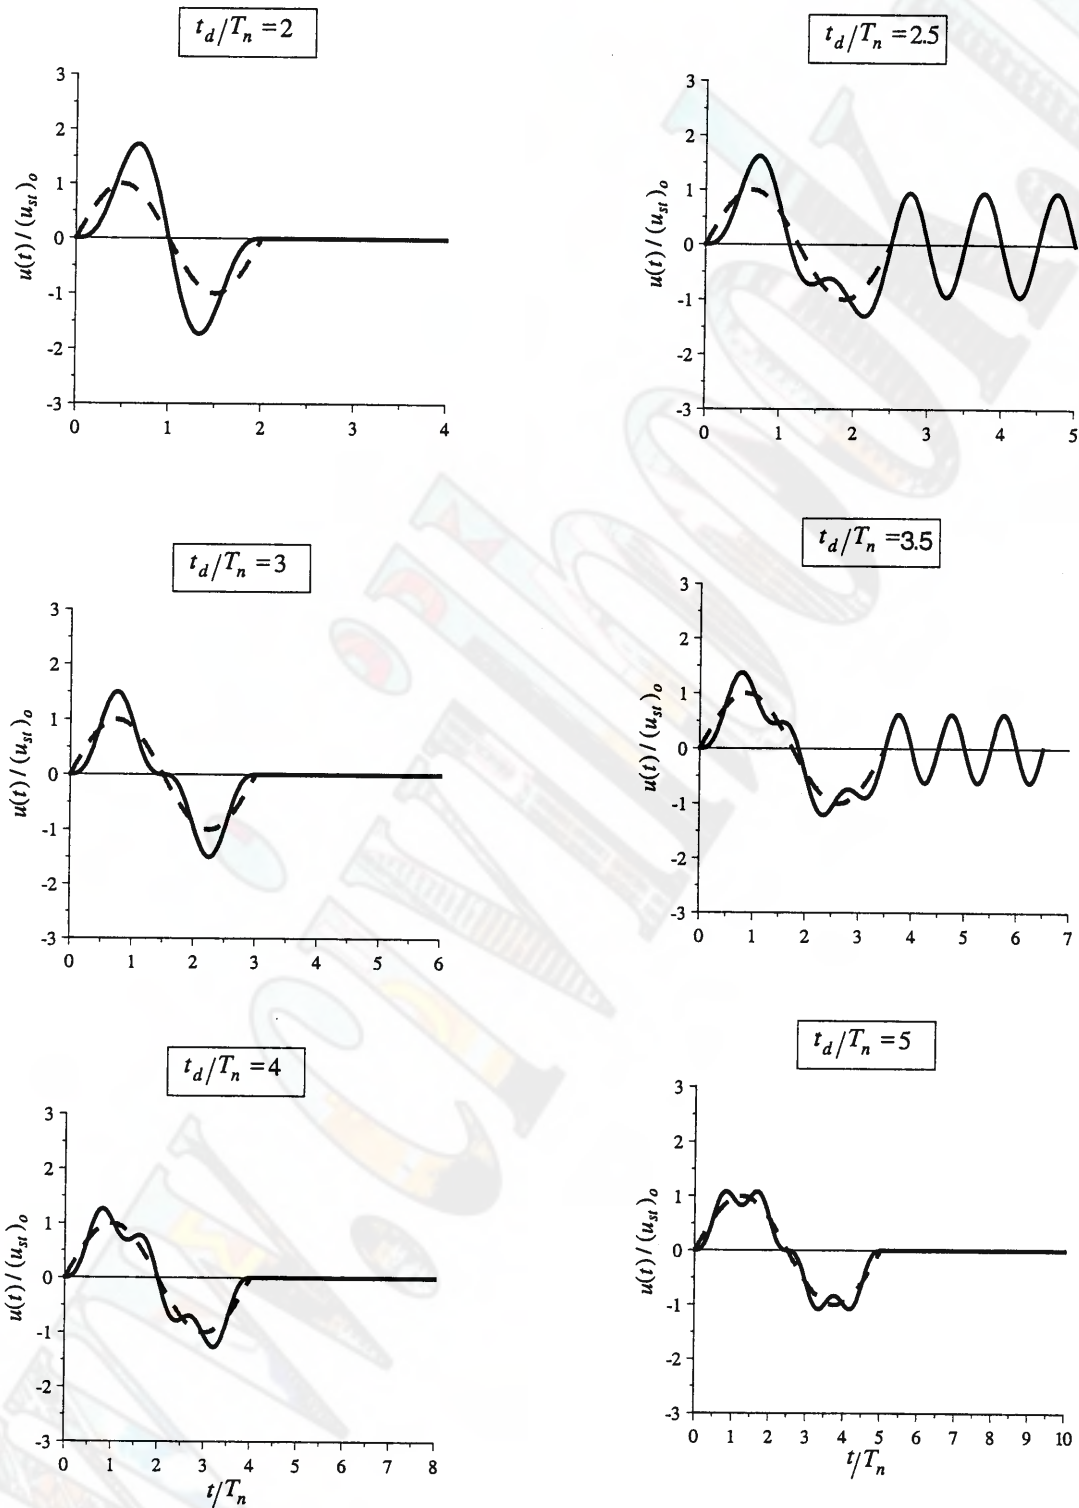 t_d/T_n = 2
3
2
1
0
-1
-2
-3
u(t) / (u_st)_o
0 1 2 3 4
t_d/T_n = 2.5
3
2
1
0
-1
-2
-3
u(t) / (u_st)_o
0 1 2 3 4 5
t_d/T_n = 3
3
2
1
0
-1
-2
-3
u(t) / (u_st)_o
0 1 2 3 4 5 6
t_d/T_n = 3.5
3
2
1
0
-1
-2
-3
u(t) / (u_st)_o
0 1 2 3 4 5 6 7
t_d/T_n = 4
3
2
1
0
-1
-2
-3
u(t) / (u_st)_o
0 1 2 3 4 5 6 7 8
t/T_n
t_d/T_n = 5
3
2
1
0
-1
-2
-3
u(t) / (u_st)_o
0 1 2 3 4 5 6 7 8 9 10
t/T_n